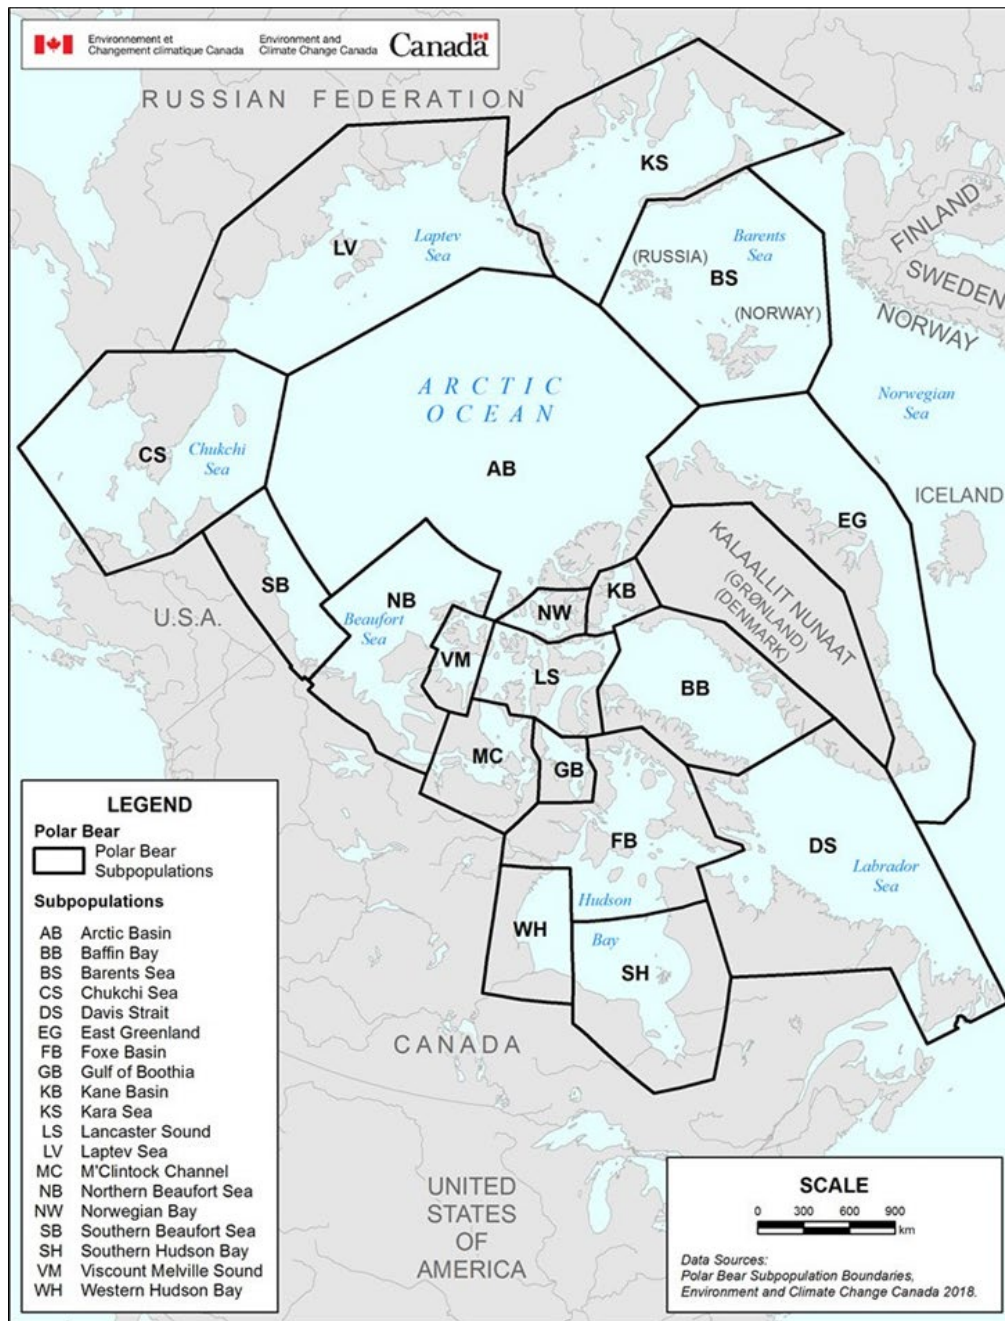 Environnement et
Changement climatique Canada
Environment and
Climate Change Canada
Canada
RUSSIAN FEDERATION
KS
LV
Laptev
Sea
(RUSSIA)
Barents
Sea
BS
(NORWAY)
FINLAND
SWEDEN
NORWAY
ARCTIC
OCEAN
Norwegian
Sea
CS
Chukchi
Sea
AB
ICELAND
EG
KALAALLIT NUNAAT
(GRØNLAND)
(DENMARK)
SB
U.S.A.
NB
Beaufort
Sea
NW
KB
VM
LS
BB
MC
GB
FB
DS
Labrador
Sea
Hudson
Bay
WH
SH
CANADA
UNITED
STATES
OF
AMERICA
LEGEND
Polar Bear
Polar Bear
Subpopulations
Subpopulations
AB Arctic Basin
BB Baffin Bay
BS Barents Sea
CS Chukchi Sea
DS Davis Strait
EG East Greenland
FB Foxe Basin
GB Gulf of Boothia
KB Kane Basin
KS Kara Sea
LS Lancaster Sound
LV Laptev Sea
MC M'Clintock Channel
NB Northern Beaufort Sea
NW Norwegian Bay
SB Southern Beaufort Sea
SH Southern Hudson Bay
VM Viscount Melville Sound
WH Western Hudson Bay
SCALE
0 300 600 900
km
Data Sources:
Polar Bear Subpopulation Boundaries,
Environment and Climate Change Canada 2018.